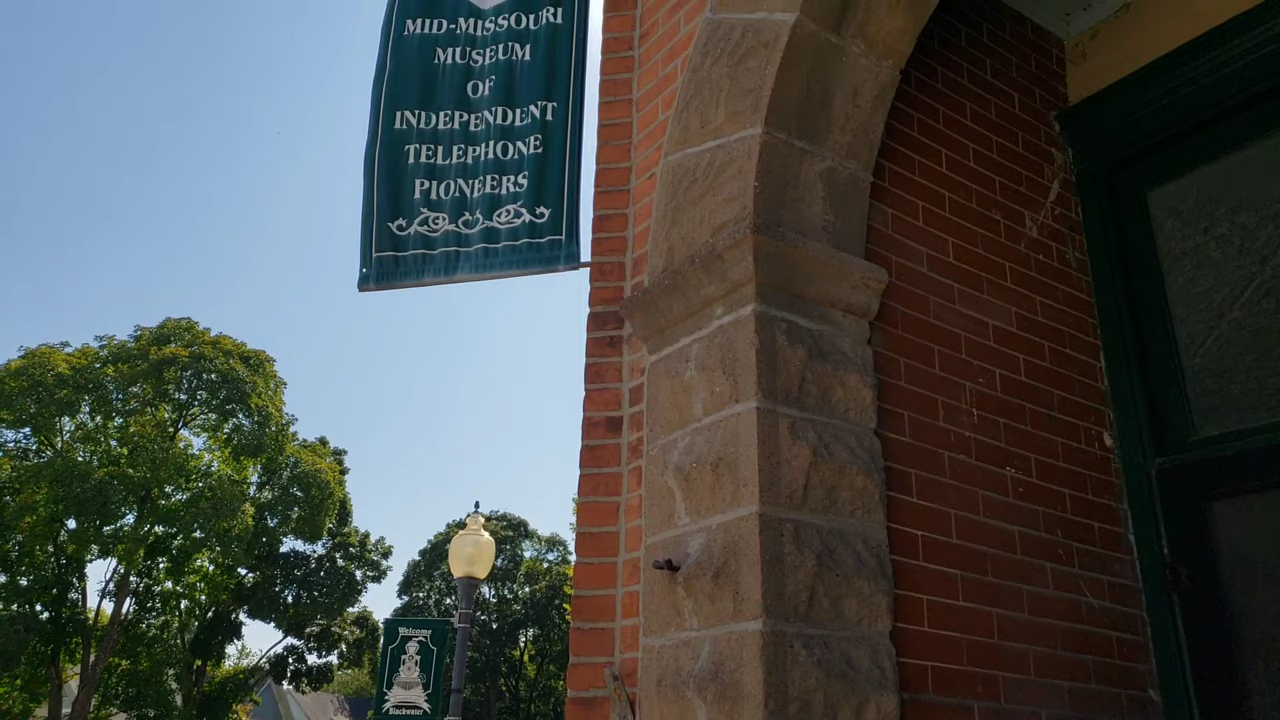 MID-MISSOURI
MUSEUM
OF
INDEPENDENT
TELEPHONE
PIONEERS
Welcome
Blackwater